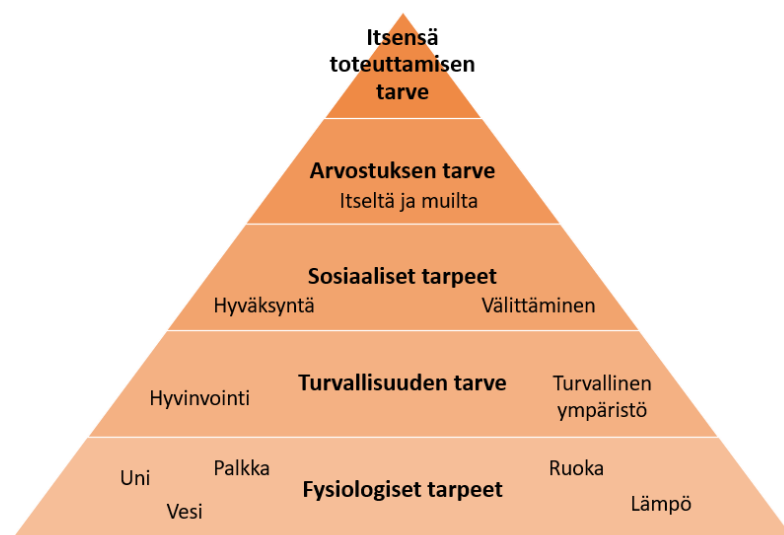 Itsensä
toteuttamisen
tarve
Arvostuksen tarve
Itseltä ja muilta
Sosiaaliset tarpeet
Hyväksyntä
Välittäminen
Turvallisuuden tarve
Hyvinvointi
Turvallinen
ympäristö
Uni
Palkka
Vesi
Fysiologiset tarpeet
Ruoka
Lämpö